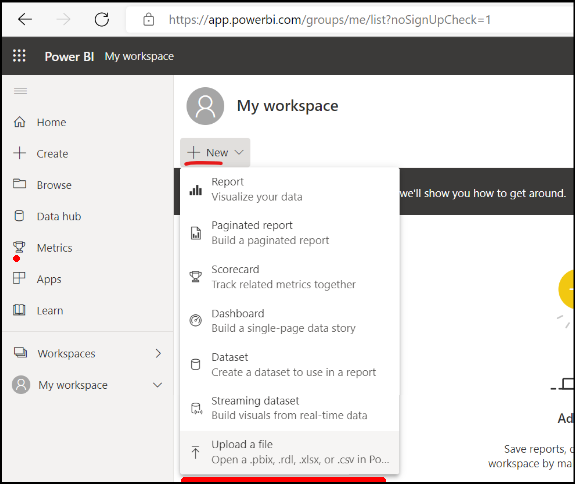 https://app.powerbi.com/groups/me/list?noSignUpCheck=1
Power BI My workspace
Home
Create
Browse
Data hub
Metrics
Apps
Learn
Workspaces
My workspace
My workspace
New
we'll show you how to get around.
Report
Visualize your data
Paginated report
Build a paginated report
Scorecard
Track related metrics together
Dashboard
Build a single-page data story
Dataset
Create a dataset to use in a report
Streaming dataset
Build visuals from real-time data
Upload a file
Open a .pbix, .rdl, .xlsx, or .csv in Po...
Ad
Save reports, 
workspace by ma